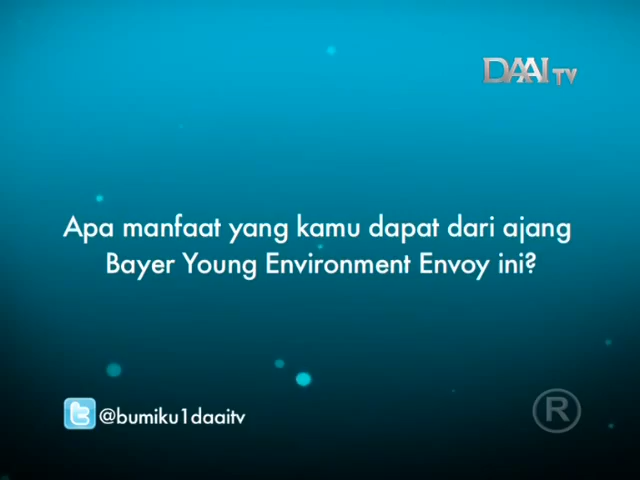 DAAI TV
Apa manfaat yang kamu dapat dari ajang
Bayer Young Environment Envoy ini?
@bumiku1daaitv
®